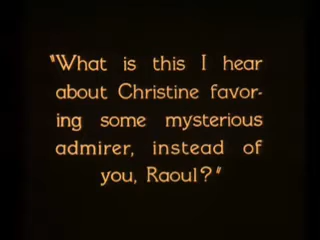 "What is this I hear
about Christine favor-
ing some mysterious
admirer, instead of
you, Raoul?"